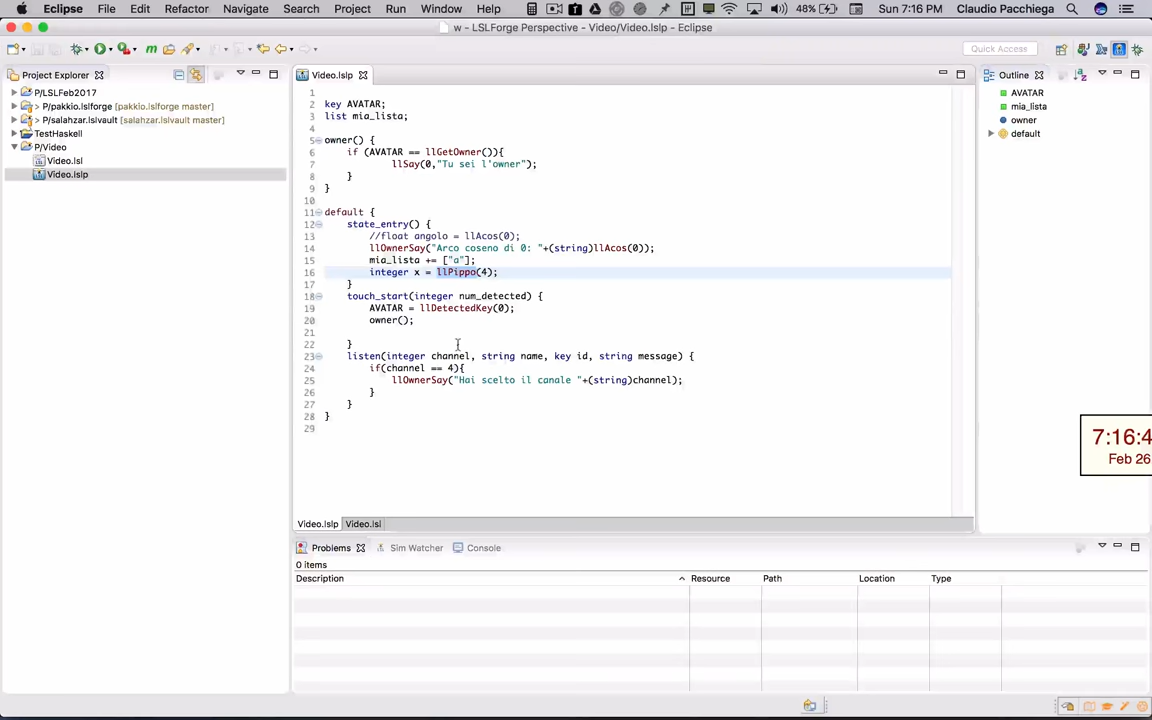 Eclipse File Edit Refactor Navigate Search Project Run Window Help 48% Sun 7:16 PM Claudio Pacchiega
w - LSLForge Perspective - Video/Video.lslp - Eclipse
Quick Access
Project Explorer
P/LSLFeb2017
P/pakkio.lslforge [pakkio.lslforge master]
P/salahzar.lslvault [salahzar.lslvault master]
TestHaskell
P/Video
Video.lsl
Video.lslp
Video.lslp
1
2 key AVATAR;
3 list mia_lista;
4
5 owner() {
6 if (AVATAR == llGetOwner()){
7 llSay(0,"Tu sei l'owner");
8 }
9 }
10
11 default {
12 state_entry() {
13 //float angolo = llAcos(0);
14 llOwnerSay("Arco coseno di 0: "+(string)llAcos(0));
15 mia_lista += ["a"];
16 integer x = llPippo(4);
17 }
18 touch_start(integer num_detected) {
19 AVATAR = llDetectedKey(0);
20 owner();
21
22 }
23 listen(integer channel, string name, key id, string message) {
24 if(channel == 4){
25 llOwnerSay("Hai scelto il canale "+(string)channel);
26 }
27 }
28 }
29
Video.lslp Video.lsl
Outline
AVATAR
mia_lista
owner
default
7:16:4
Feb 26
Problems Sim Watcher Console
0 items
Description Resource Path Location Type